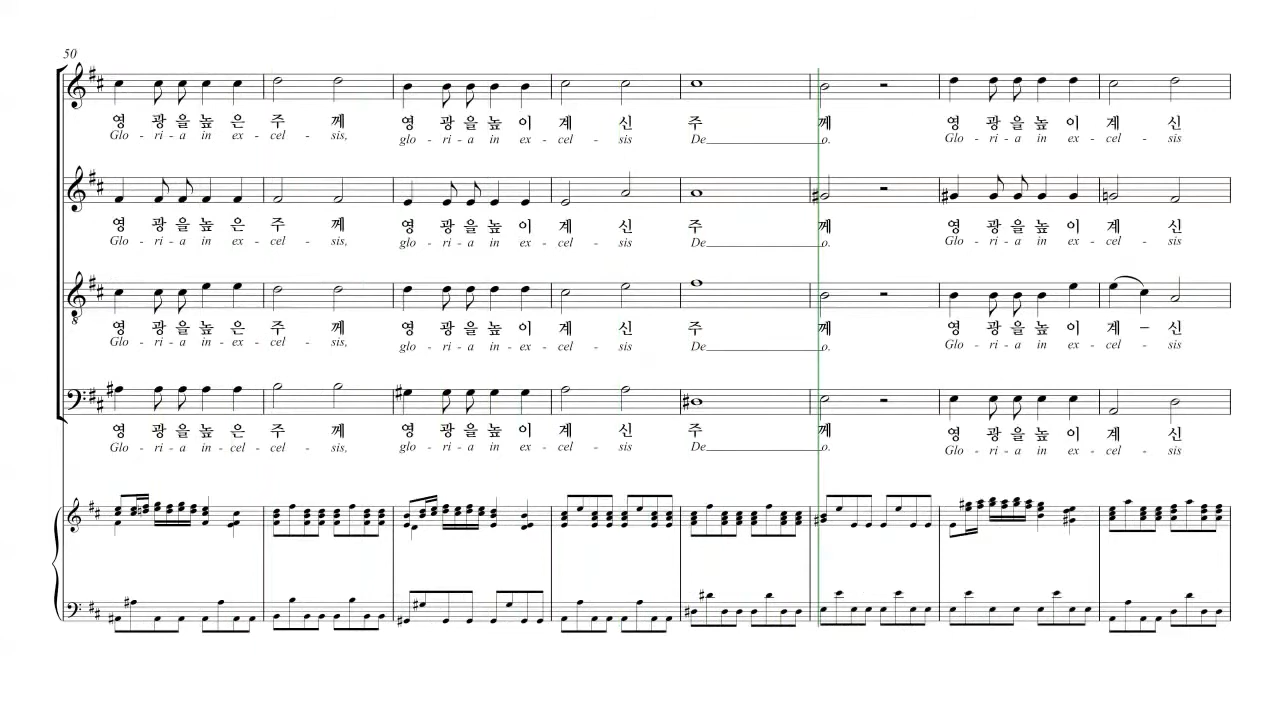 50
영 광 을 높 은 주 께 영 광 을 높 이 계 신 주 께 영 광 을 높 이 계 신
Glo - ri - a in ex - cel - sis, glo - ri - a in ex - cel - sis De o. Glo - ri - a in ex - cel - sis
영 광 을 높 은 주 께 영 광 을 높 이 계 신 주 께 영 광 을 높 이 계 신
Glo - ri - a in ex - cel - sis, glo - ri - a in ex - cel - sis De o. Glo - ri - a in ex - cel - sis
영 광 을 높 은 주 께 영 광 을 높 이 계 신 주 께 영 광 을 높 이 계 – 신
Glo - ri - a in - ex - cel - sis, glo - ri - a in - ex - cel - sis De o. Glo - ri - a in ex - cel - sis
영 광 을 높 은 주 께 영 광 을 높 이 계 신 주 께 영 광 을 높 이 계 신
Glo - ri - a in - cel - cel - sis, glo - ri - a in ex - cel - sis De o. Glo - ri - a in ex - cel - sis